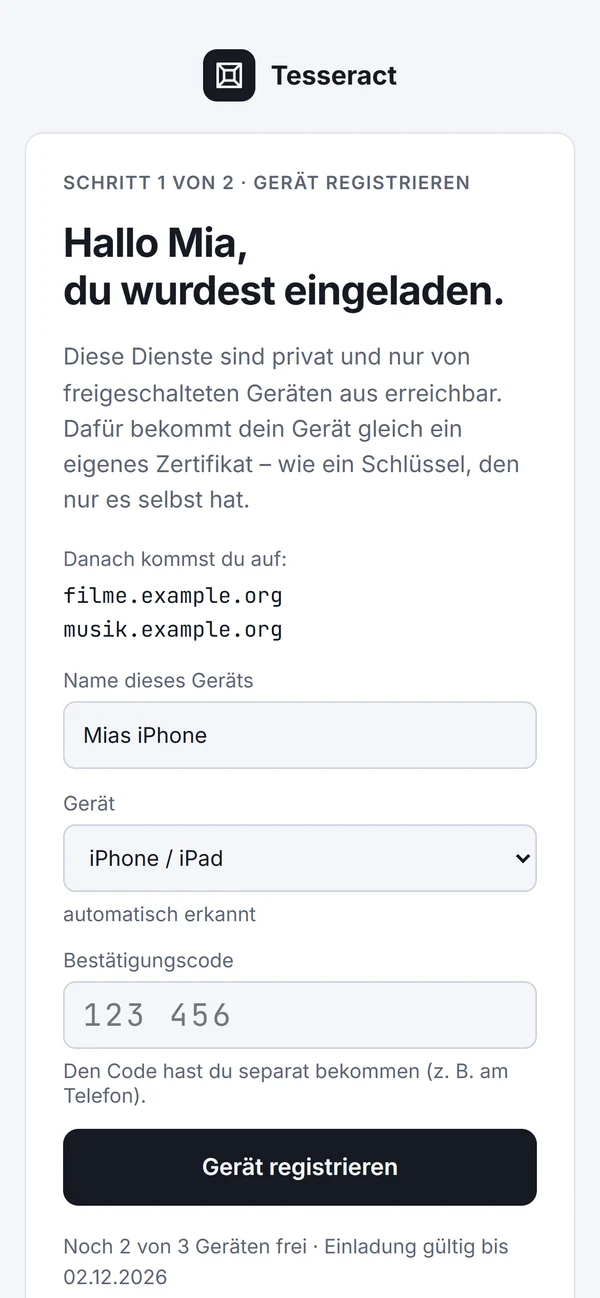 Tesseract
SCHRITT 1 VON 2 · GERÄT REGISTRIEREN
Hallo Mia,
du wurdest eingeladen.
Diese Dienste sind privat und nur von
freigeschalteten Geräten aus erreichbar.
Dafür bekommt dein Gerät gleich ein
eigenes Zertifikat – wie ein Schlüssel, den
nur es selbst hat.
Danach kommst du auf:
filme.example.org
musik.example.org
Name dieses Geräts
Mias iPhone
Gerät
iPhone / iPad
automatisch erkannt
Bestätigungscode
123 456
Den Code hast du separat bekommen (z. B. am
Telefon).
Gerät registrieren
Noch 2 von 3 Geräten frei · Einladung gültig bis
02.12.2026